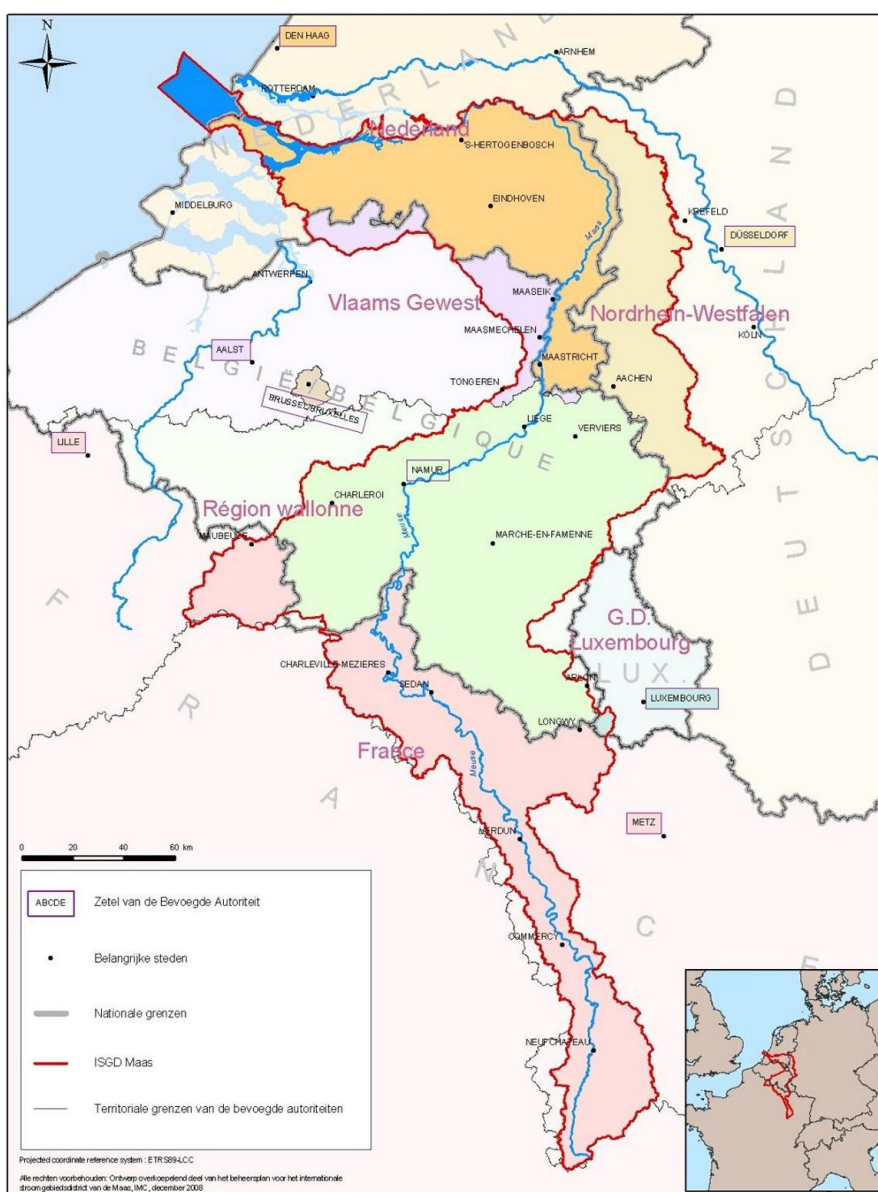 N
DEN HAAG
ARNHEM
ROTTERDAM
NEDERLAND
Nederland
'S-HERTOGENBOSCH
EINDHOVEN
MIDDELBURG
KREFELD
DÜSSELDORF
Maas
ANTWERPEN
MAASEIK
Vlaams Gewest
Nordrhein-Westfalen
MAASMECHELEN
KÖLN
AALST
MAASTRICHT
BELGIË BELGIQUE
TONGEREN
AACHEN
BRUSSEL/BRUXELLES
LIEGE
VERVIERS
LILLE
NAMUR
CHARLEROI
Région wallonne
Meuse
MAUBEUGE
MARCHE-EN-FAMENNE
DEUTSCHLAND
G.D.
Luxembourg
LUX.
CHARLEVILLE-MEZIERES
SEDAN
ARLON
LUXEMBOURG
LONGWY
France
Meuse
FRANCE
METZ
VERDUN
COMMERCY
NEUFCHATEAU
0 20 40 60 km
ABCDE Zetel van de Bevoegde Autoriteit
Belangrijke steden
Nationale grenzen
ISGD Maas
Territoriale grenzen van de bevoegde autoriteiten
Projected coordinate reference system : ETRS89-LCC
Alle rechten voorbehouden: Ontwerp overkoepelend deel van het beheersplan voor het internationale
stroomgebiedsdistrict van de Maas, IMC, december 2008